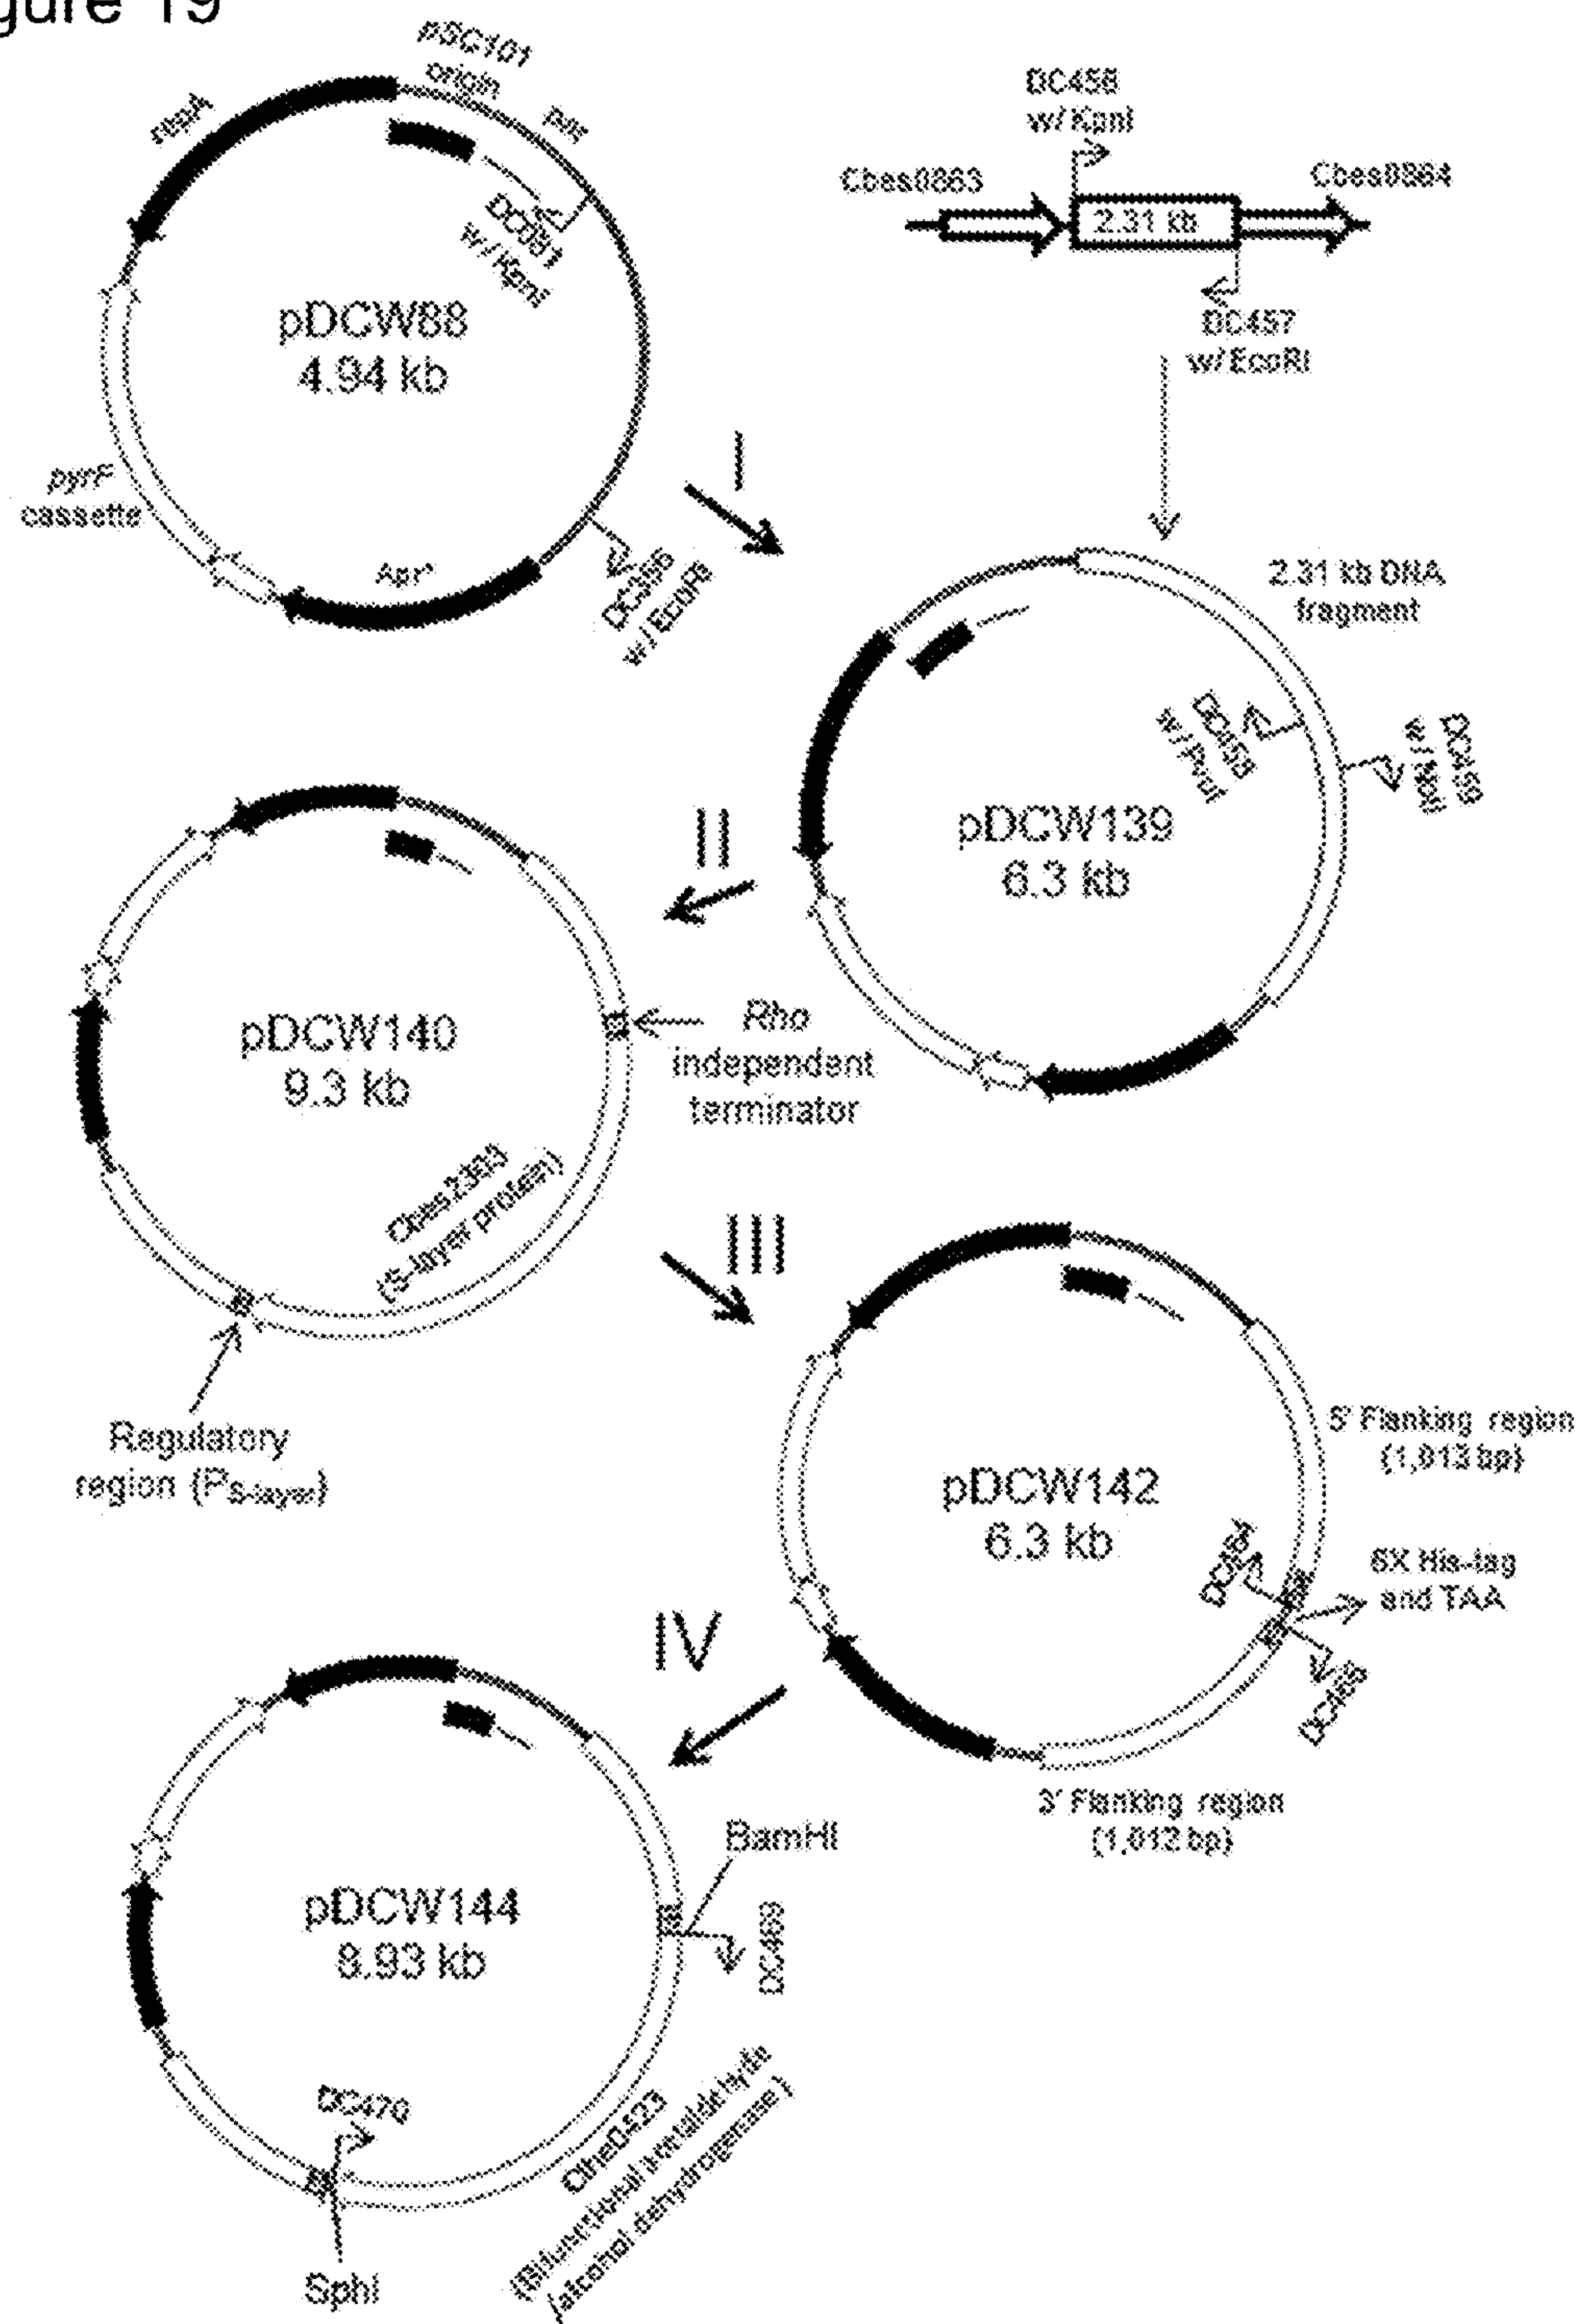 gure 19
pSC101
origin
par
repA
DC081
w/ KpnI
pDCW88
4.94 kb
pyrF
cassette
Apr
DC356
w/ EcoRI
DC456
w/ KpnI
Cbes0863
Cbes0864
2.31 kb
DC457
w/ EcoRI
I
2.31 kb DNA
fragment
w/ PvuI
pDCW139
6.3 kb
II
pDCW140
9.3 kb
Rho
independent
terminator
Cbes2303
(S-layer protein)
Regulatory
region (PS-layer)
III
pDCW142
6.3 kb
5' Flanking region
(1,013 bp)
6X His-tag
and TAA
3' Flanking region
(1,012 bp)
IV
pDCW144
8.93 kb
BamHI
DC469
DC470
SphI
Cthe0423
(Bifunctional acetaldehyde
/alcohol dehydrogenase)